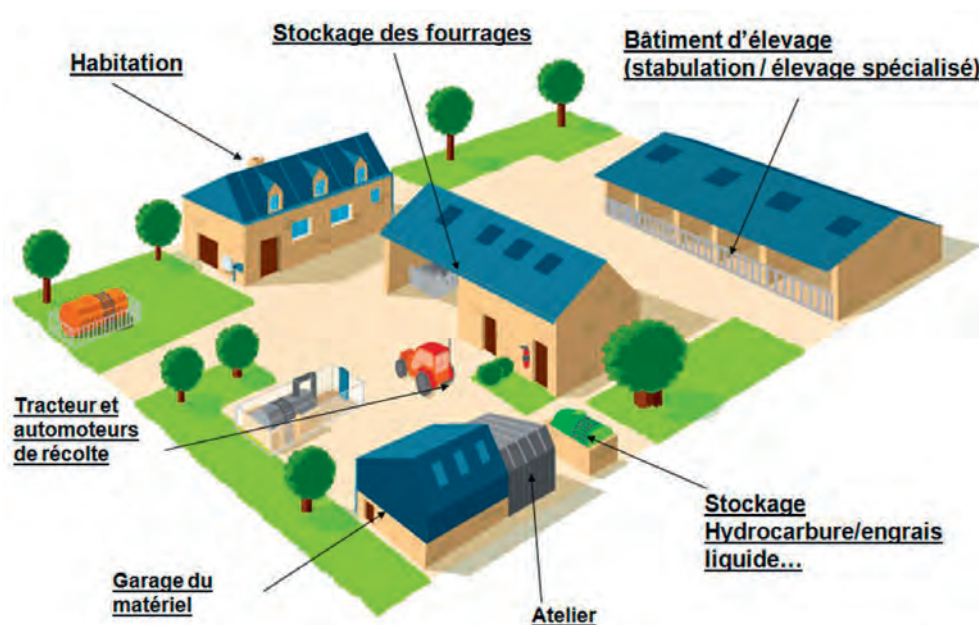 Habitation
Stockage des fourrages
Bâtiment d'élevage
(stabulation / élevage spécialisé)
Tracteur et
automoteurs
de récolte
Stockage
Hydrocarbure/engrais
liquide…
Garage du
matériel
Atelier